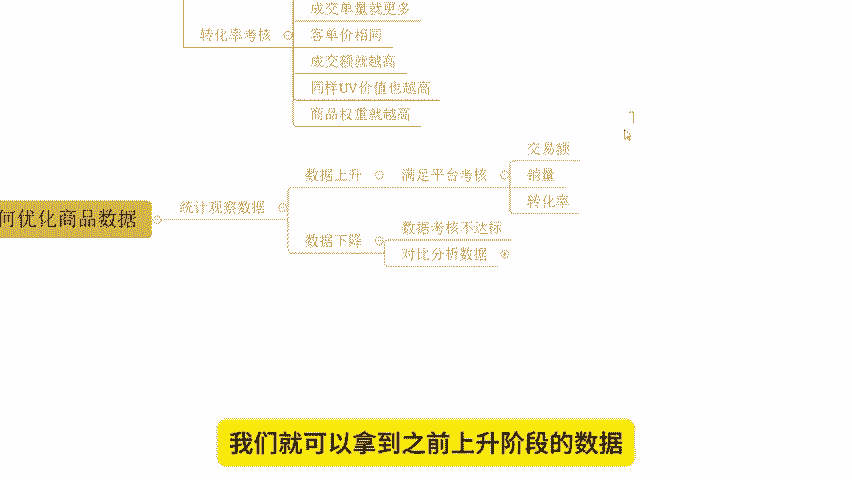 成交单量就更多
转化率考核
客单价相同
成交额就越高
同样UV价值也越高
商品权重就越高
交易额
数据上升
满足平台考核
销量
转化率
何优化商品数据
统计观察数据
数据下降
数据考核不达标
对比分析数据
我们就可以拿到之前上升阶段的数据